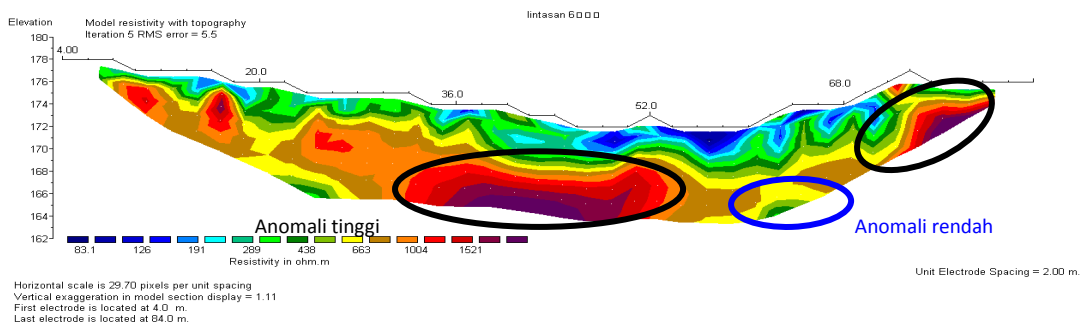 lintasan 6□□□
Elevation
Model resistivity with topography
Iteration 5 RMS error = 5.5
180
178
176
174
172
170
168
166
164
162
4.00
20.0
36.0
52.0
68.0
Anomali tinggi
Anomali rendah
83.1 126 191 289 438 663 1004 1521
Resistivity in ohm.m
Unit Electrode Spacing = 2.00 m.
Horizontal scale is 29.70 pixels per unit spacing
Vertical exaggeration in model section display = 1.11
First electrode is located at 4.0 m.
Last electrode is located at 84.0 m.